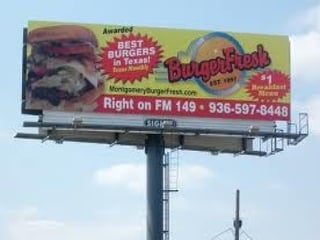 Awarded
BEST
BURGERS
in Texas!
Texas Monthly
BurgerFresh
EST. 1997
$1
Breakfast
Menu
MontgomeryBurgerFresh.com
Right on FM 149 • 936-597-8448